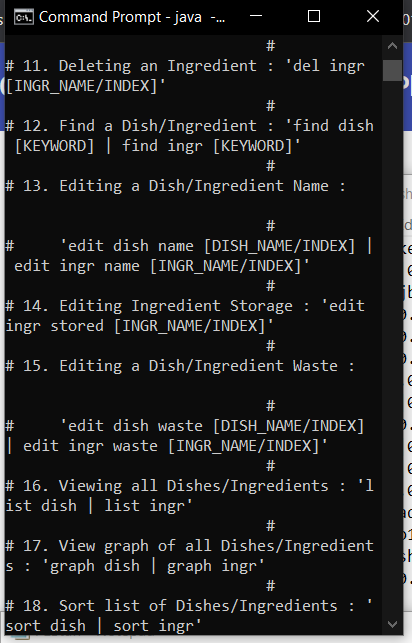 Command Prompt - java -...
#
# 11. Deleting an Ingredient : 'del ingr
[INGR_NAME/INDEX]'
#
# 12. Find a Dish/Ingredient : 'find dish
[KEYWORD] | find ingr [KEYWORD]'
#
# 13. Editing a Dish/Ingredient Name :
#
# 'edit dish name [DISH_NAME/INDEX] |
edit ingr name [INGR_NAME/INDEX]'
#
# 14. Editing Ingredient Storage : 'edit
ingr stored [INGR_NAME/INDEX]'
#
# 15. Editing a Dish/Ingredient Waste :
#
# 'edit dish waste [DISH_NAME/INDEX]
| edit ingr waste [INGR_NAME/INDEX]'
#
# 16. Viewing all Dishes/Ingredients : 'l
ist dish | list ingr'
#
# 17. View graph of all Dishes/Ingredient
s : 'graph dish | graph ingr'
#
# 18. Sort list of Dishes/Ingredients : '
sort dish | sort ingr'